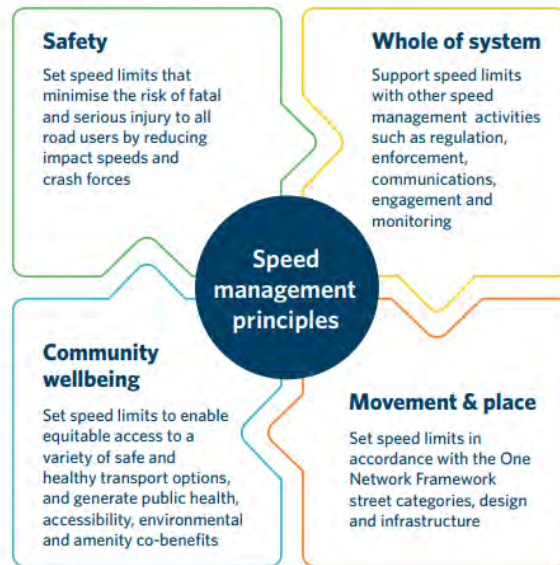 Safety
Set speed limits that
minimise the risk of fatal
and serious injury to all
road users by reducing
impact speeds and
crash forces
Whole of system
Support speed limits
with other speed
management activities
such as regulation,
enforcement,
communications,
engagement and
monitoring
Speed
management
principles
Community
wellbeing
Set speed limits to enable
equitable access to a
variety of safe and
healthy transport options,
and generate public health,
accessibility, environmental
and amenity co-benefits
Movement & place
Set speed limits in
accordance with the One
Network Framework
street categories, design
and infrastructure